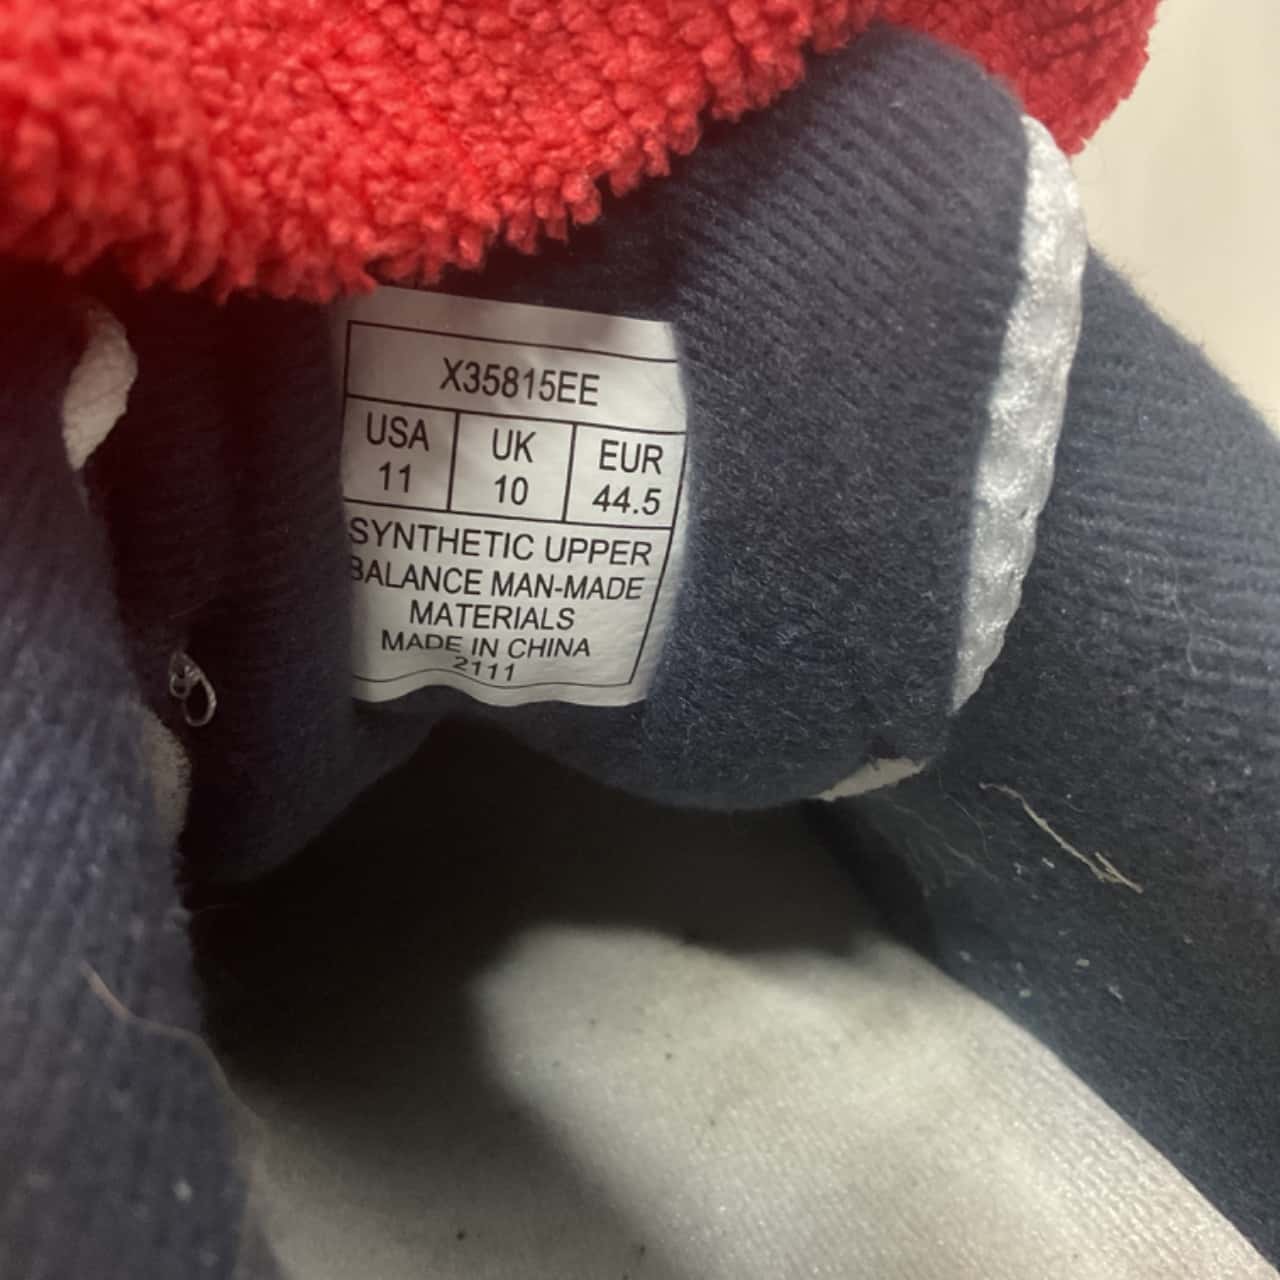 X35815EE
USA UK EUR
11 10 44.5
SYNTHETIC UPPER
BALANCE MAN-MADE
MATERIALS
MADE IN CHINA
2111